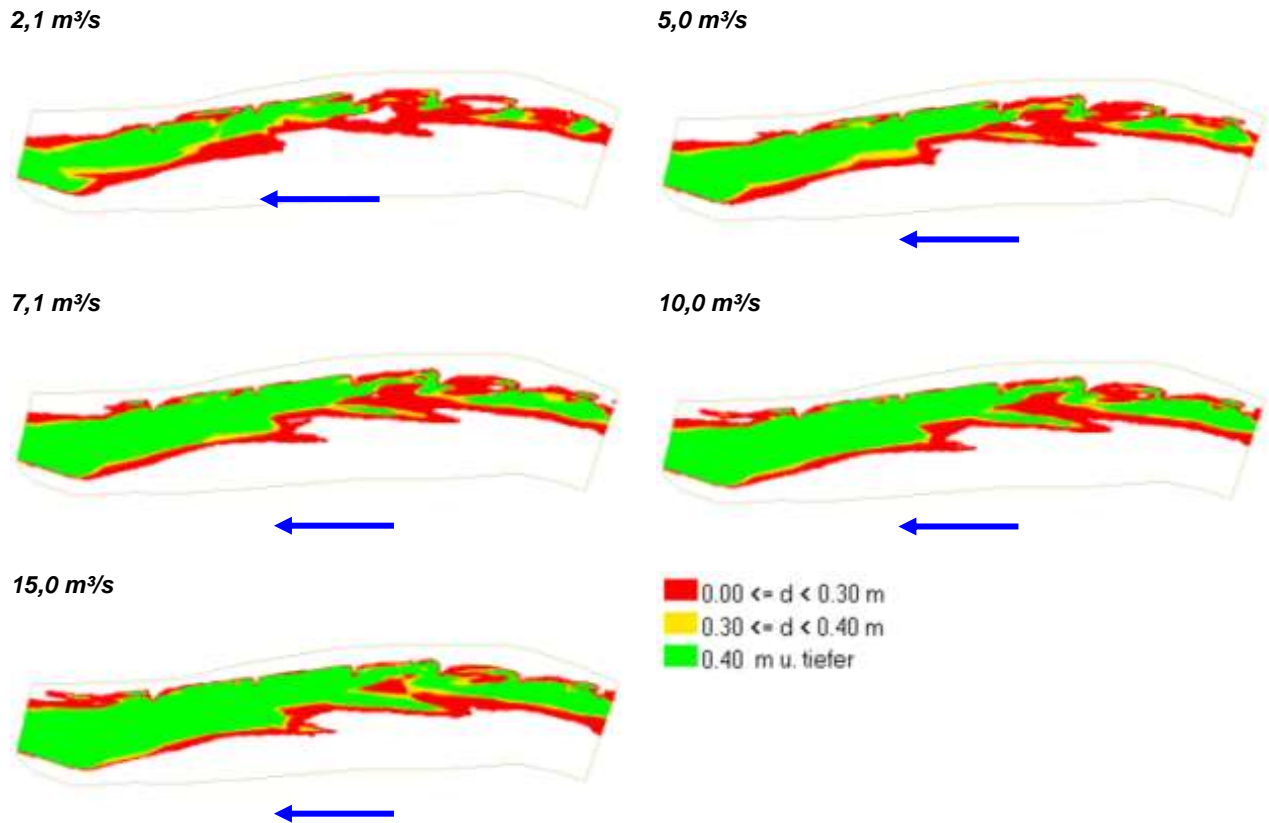 2,1 m³/s
5,0 m³/s
7,1 m³/s
10,0 m³/s
15,0 m³/s
0.00 <= d < 0.30 m
0.30 <= d < 0.40 m
0.40 m u. tiefer